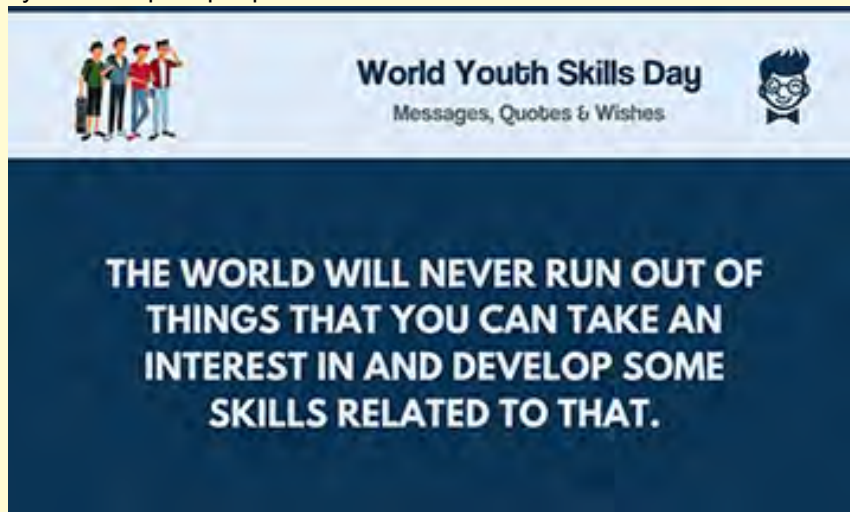 World Youth Skills Day
Messages, Quotes & Wishes
THE WORLD WILL NEVER RUN OUT OF
THINGS THAT YOU CAN TAKE AN
INTEREST IN AND DEVELOP SOME
SKILLS RELATED TO THAT.